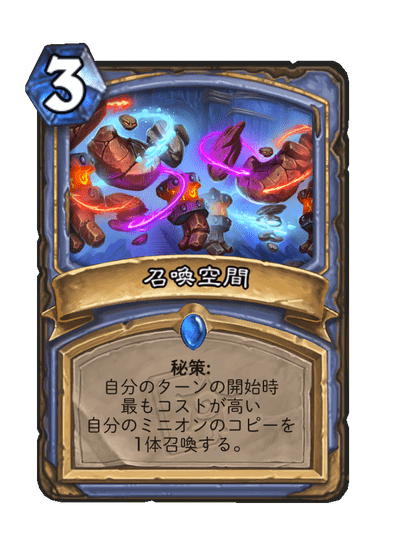 3
召喚空間
秘策:
自分のターンの開始時
最もコストが高い
自分のミニオンのコピーを
1体召喚する。